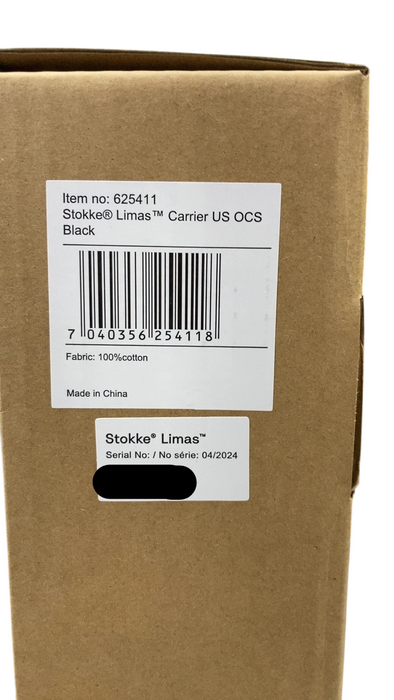 Item no: 625411
Stokke® Limas™ Carrier US OCS
Black
7 040356 254118
Fabric: 100%cotton
Made in China
Stokke® Limas™
Serial No: / No série: 04/2024